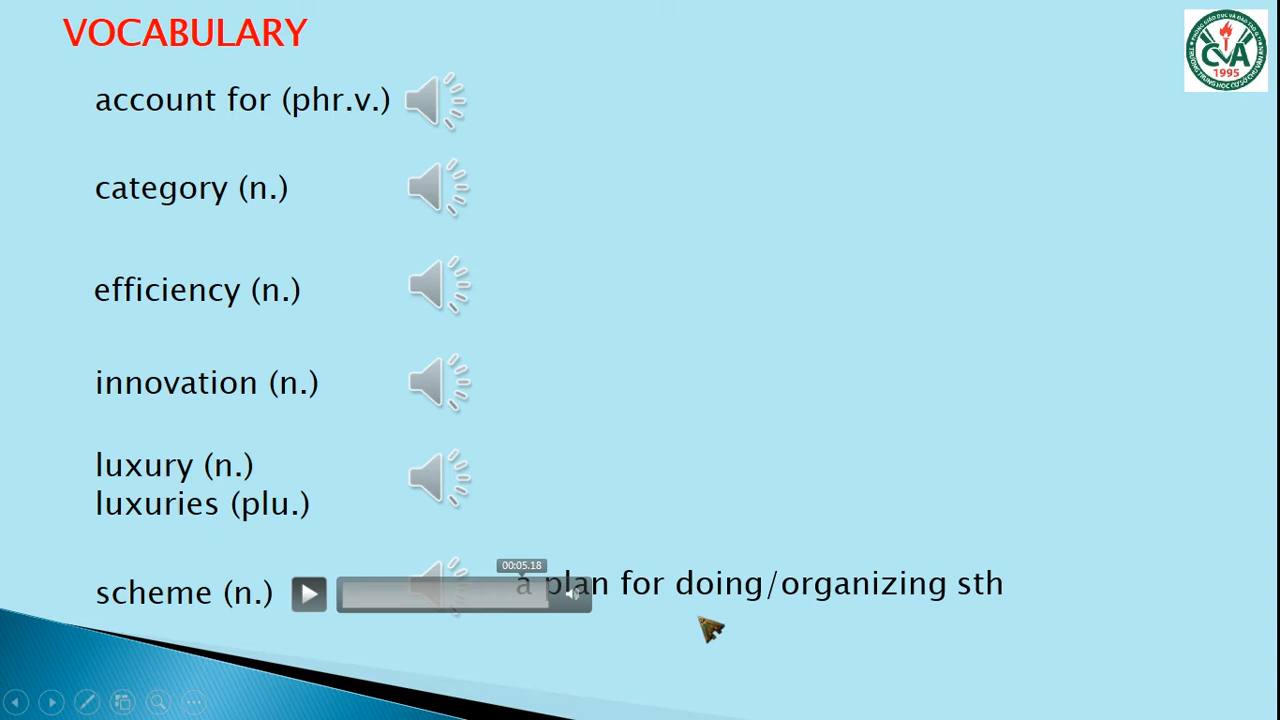 VOCABULARY
account for (phr.v.)
category (n.)
efficiency (n.)
innovation (n.)
luxury (n.)
luxuries (plu.)
scheme (n.)
00:05.18
a plan for doing/organizing sth
CVA
1995